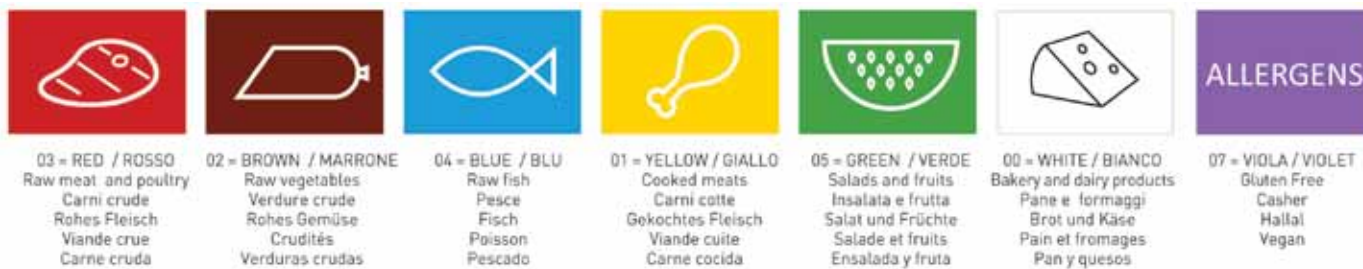 ALLERGENS
03 = RED / ROSSO
Raw meat and poultry
Carni crude
Rohes Fleisch
Viande crue
Carne cruda
02 = BROWN / MARRONE
Raw vegetables
Verdure crude
Rohes Gemüse
Crudités
Verduras crudas
04 = BLUE / BLU
Raw fish
Pesce
Fisch
Poisson
Pescado
01 = YELLOW / GIALLO
Cooked meats
Carni cotte
Gekochtes Fleisch
Viande cuite
Carne cocida
05 = GREEN / VERDE
Salads and fruits
Insalata e frutta
Salat und Früchte
Salade et fruits
Ensalada y fruta
00 = WHITE / BIANCO
Bakery and dairy products
Pane e formaggi
Brot und Käse
Pain et fromages
Pan y quesos
07 = VIOLA / VIOLET
Gluten Free
Casher
Hallal
Vegan